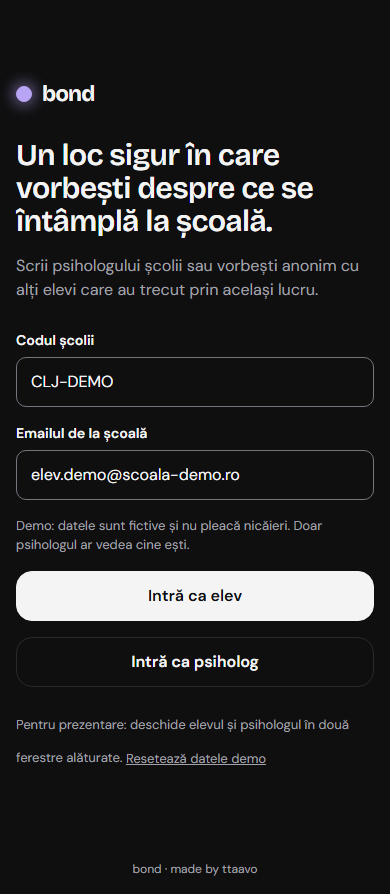 bond
Un loc sigur în care
vorbești despre ce se
întâmplă la școală.
Scrii psihologului școlii sau vorbești anonim cu
alți elevi care au trecut prin același lucru.
Codul școlii
CLJ-DEMO
Emailul de la școală
elev.demo@scoala-demo.ro
Demo: datele sunt fictive și nu pleacă nicăieri. Doar
psihologul ar vedea cine ești.
Intră ca elev
Intră ca psiholog
Pentru prezentare: deschide elevul și psihologul în două
ferestre alăturate. Resetează datele demo
bond · made by ttaavo